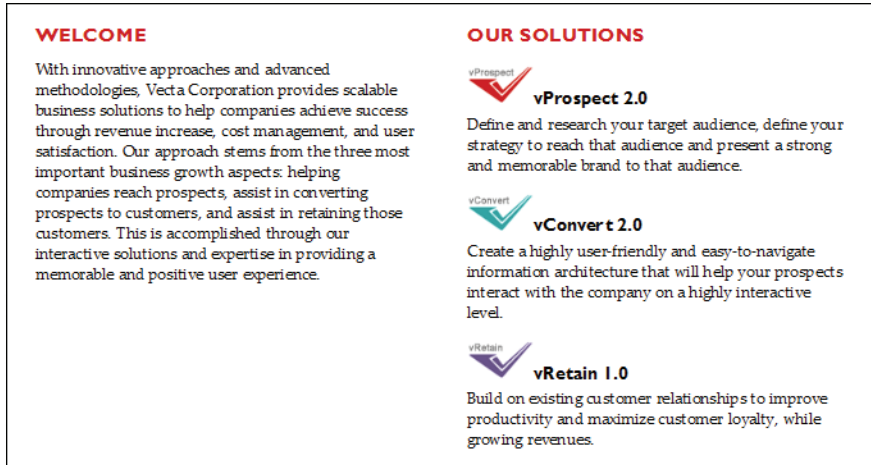 WELCOME
With innovative approaches and advanced
methodologies, Vecta Corporation provides scalable
business solutions to help companies achieve success
through revenue increase, cost management, and user
satisfaction. Our approach stems from the three most
important business growth aspects: helping
companies reach prospects, assist in converting
prospects to customers, and assist in retaining those
customers. This is accomplished through our
interactive solutions and expertise in providing a
memorable and positive user experience.
OUR SOLUTIONS
vProspect
vProspect 2.0
Define and research your target audience, define your
strategy to reach that audience and present a strong
and memorable brand to that audience.
vConvert
vConvert 2.0
Create a highly user-friendly and easy-to-navigate
information architecture that will help your prospects
interact with the company on a highly interactive
level.
vRetain
vRetain 1.0
Build on existing customer relationships to improve
productivity and maximize customer loyalty, while
growing revenues.